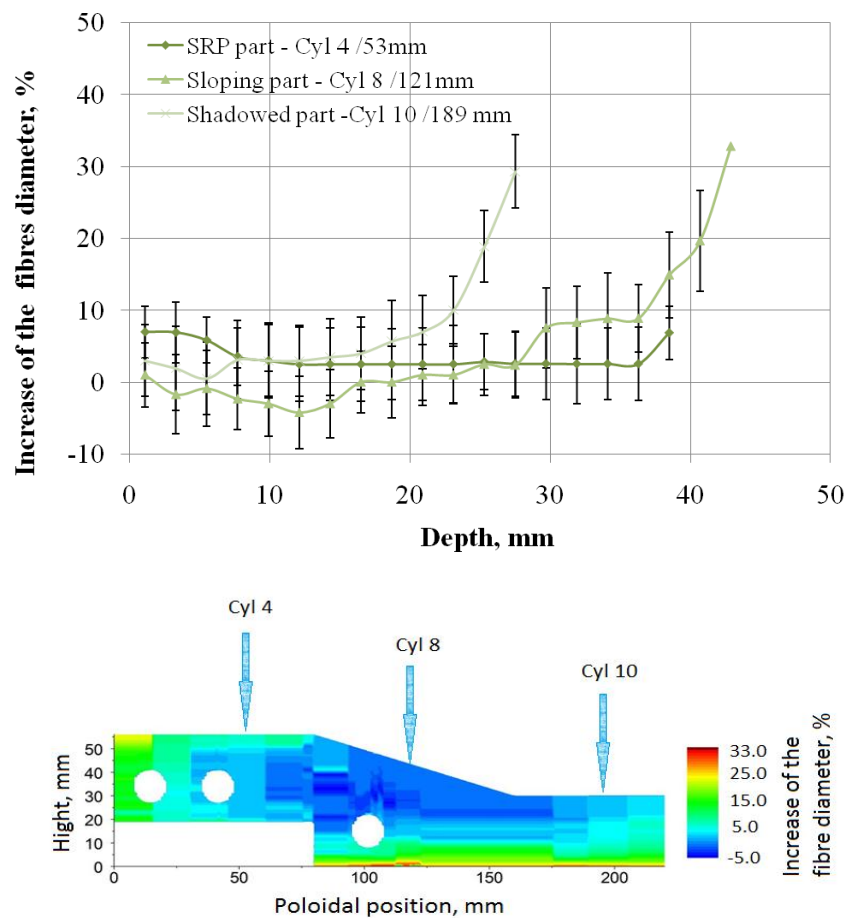 50
40
30
20
10
0
-10
Increase of the fibres diameter, %
SRP part - Cyl 4 /53mm
Sloping part - Cyl 8 /121mm
Shadowed part -Cyl 10 /189 mm
0 10 20 30 40 50
Depth, mm
Cyl 4
Cyl 8
Cyl 10
Hight, mm
50
40
30
20
10
0
0 50 100 150 200
Poloidal position, mm
33.0
25.0
15.0
5.0
-5.0
Increase of the
fibre diameter, %